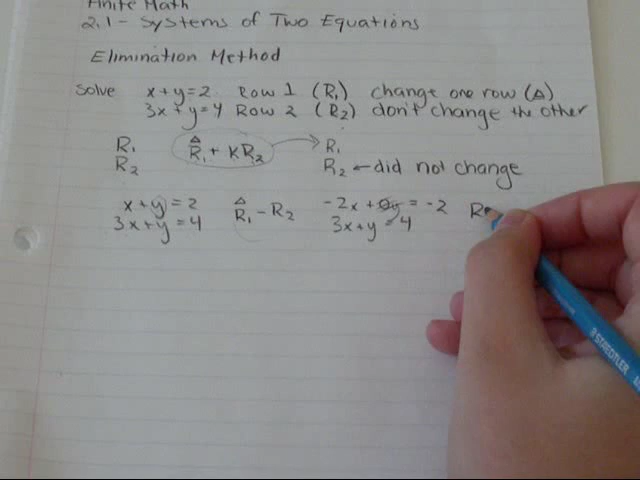 Finite Math
2.1 - Systems of Two Equations
Elimination Method
Solve x + y = 2 Row 1 (R₁) change one row (Δ)
3x + y = 4 Row 2 (R₂) don't change the other
R₁ Δ R₁ + KR₂ → R₁
R₂ R₂ ← did not change
x + y = 2 Δ R₁ - R₂ -2x + 0y = -2 R
3x + y = 4 3x + y = 4
STAEDTLER